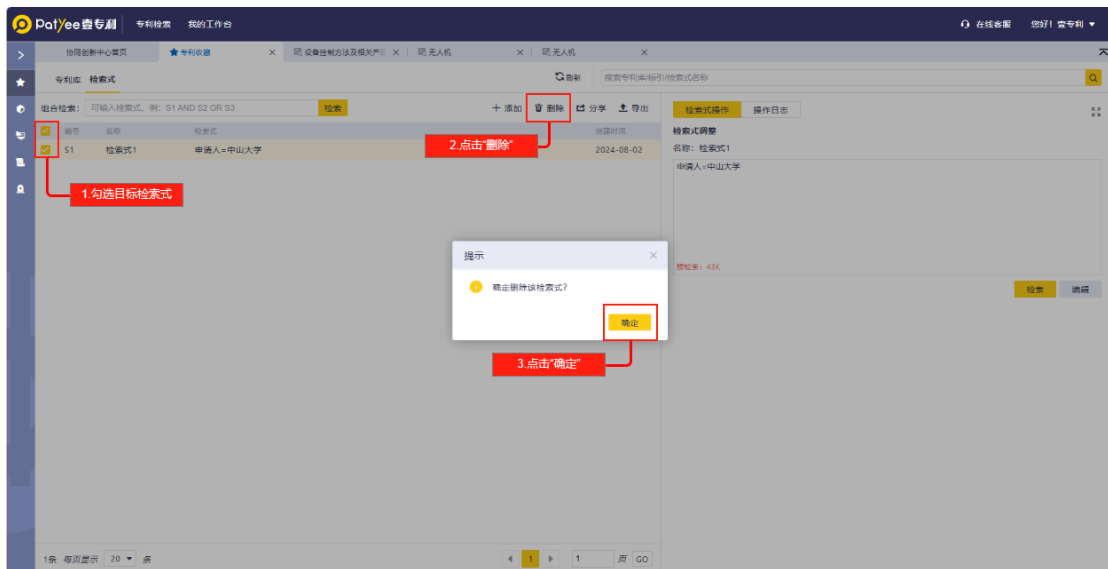 Patyee壹专利 专利检索 我的工作台 在线客服 您好！壹专利
协同创新中心首页 专利收藏 设备控制方法及相关产 无人机 无人机
专利库 检索式 刷新 搜索专利库/标引/检索式名称
组合检索： 可输入检索式，例：S1 AND S2 OR S3 检索 添加 删除 分享 导出 检索式操作 操作日志
编号 名称 检索式 创建时间 检索式调整
S1 检索式1 申请人=中山大学 2024-08-02 名称：检索式1
2.点击“删除”
申请人=中山大学
1.勾选目标检索式
提示
预检索：43K
确定删除该检索式?
检索 编辑
确定
3.点击“确定”
1条 每页显示 20 条 1 1 页 GO